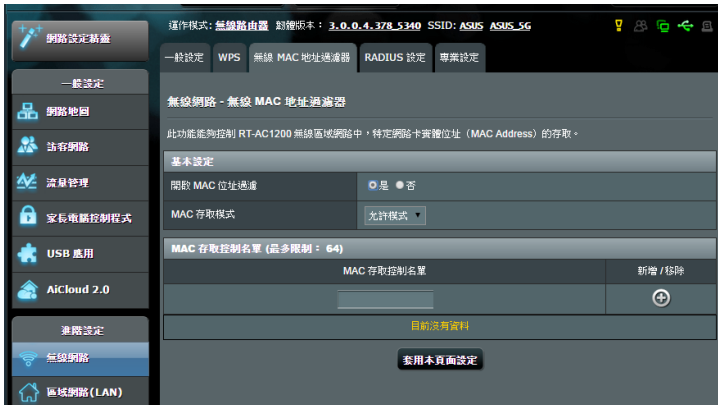 運作模式: 無線路由器 韌體版本: 3.0.0.4.378_5340 SSID: ASUS ASUS_5G
網路設定精靈
一般設定 WPS 無線 MAC 地址過濾器 RADIUS 設定 專業設定
一般設定
網路地圖
訪客網路
流量管理
家長電腦控制程式
USB 應用
AiCloud 2.0
進階設定
無線網路
區域網路(LAN)
無線網路 - 無線 MAC 地址過濾器
此功能能夠控制 RT-AC1200 無線區域網路中，特定網路卡實體位址（MAC Address）的存取。
基本設定
開啟 MAC 位址過濾 是 否
MAC 存取模式 允許模式
MAC 存取控制名單 (最多限制： 64)
MAC 存取控制名單 新增 /移除
目前沒有資料
套用本頁面設定